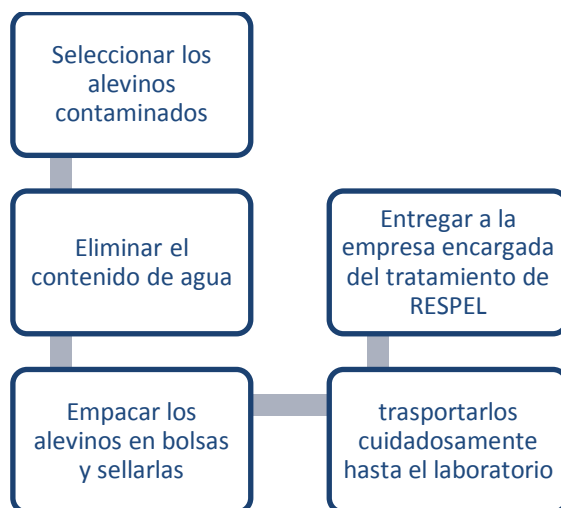 Seleccionar los
alevinos
contaminados
Eliminar el
contenido de agua
Empacar los
alevinos en bolsas
y sellarlas
trasportarlos
cuidadosamente
hasta el laboratorio
Entregar a la
empresa encargada
del tratamiento de
RESPEL